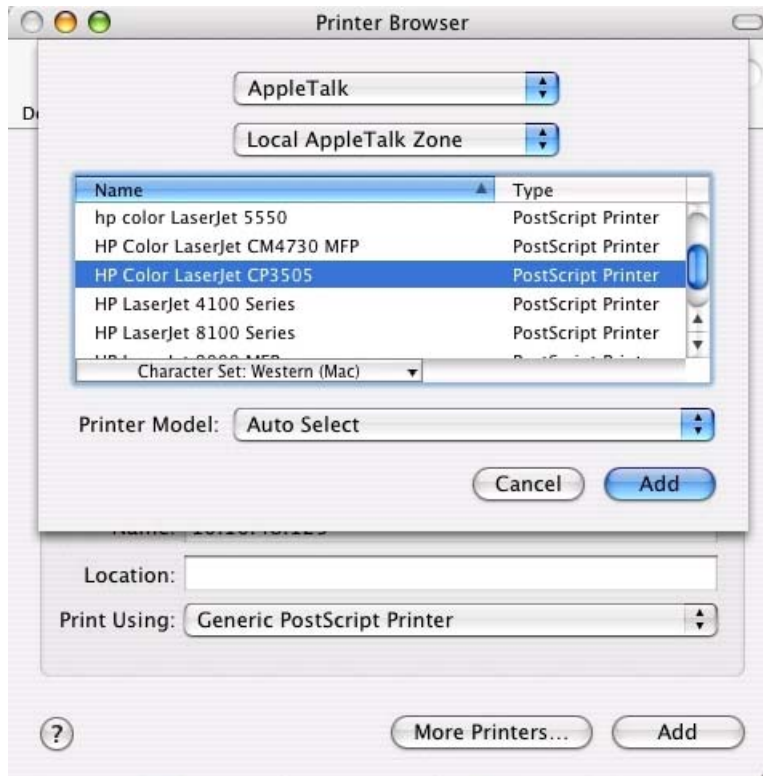 Printer Browser
AppleTalk
Local AppleTalk Zone
Name Type
hp color LaserJet 5550 PostScript Printer
HP Color LaserJet CM4730 MFP PostScript Printer
HP Color LaserJet CP3505 PostScript Printer
HP LaserJet 4100 Series PostScript Printer
HP LaserJet 8100 Series PostScript Printer
Character Set: Western (Mac)
Printer Model: Auto Select
Cancel Add
Location:
Print Using: Generic PostScript Printer
? More Printers... Add